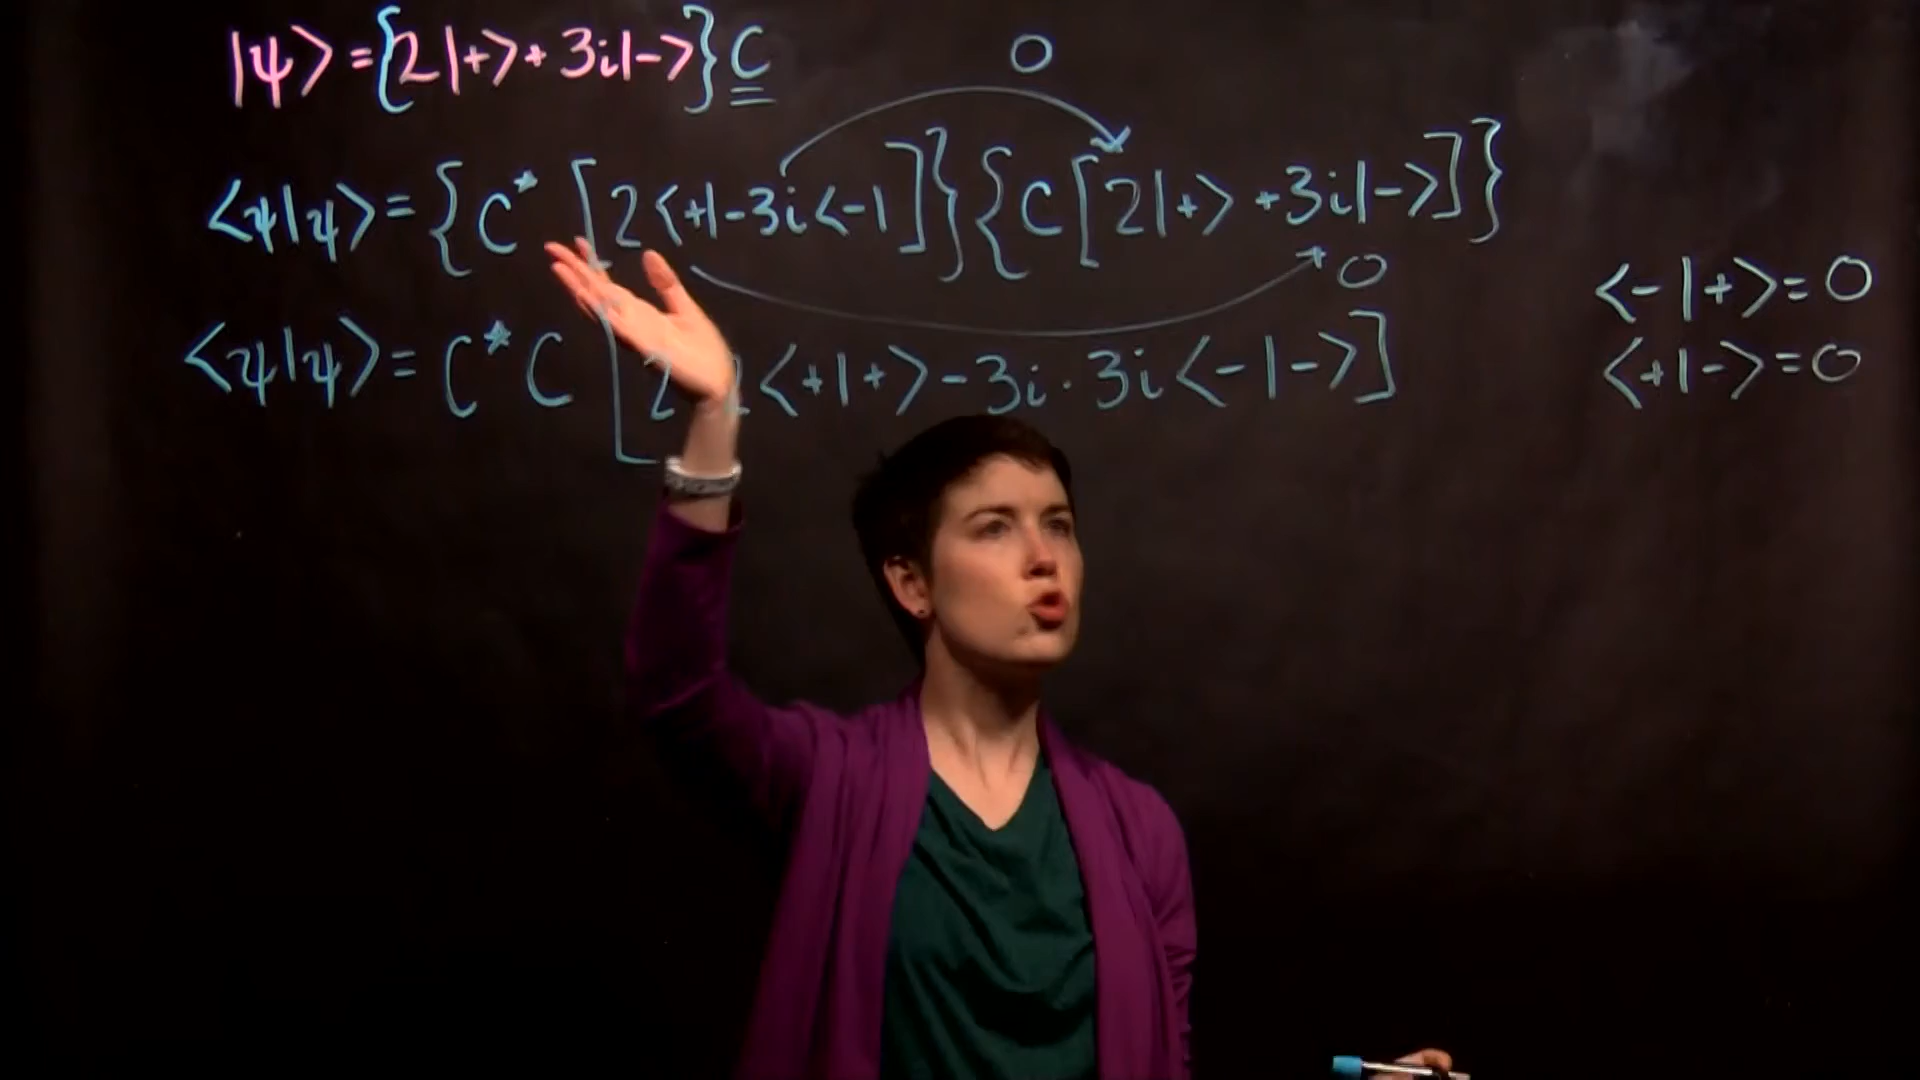 |ψ> = {2|+> + 3i|->} C
0
<ψ|ψ> = {C* [2<+| - 3i<-|]}{C[2|+> + 3i|->]}
0
<ψ|ψ> = C*C [2 2<+|+> - 3i · 3i<-|->]
<-|+> = 0
<+|-> = 0